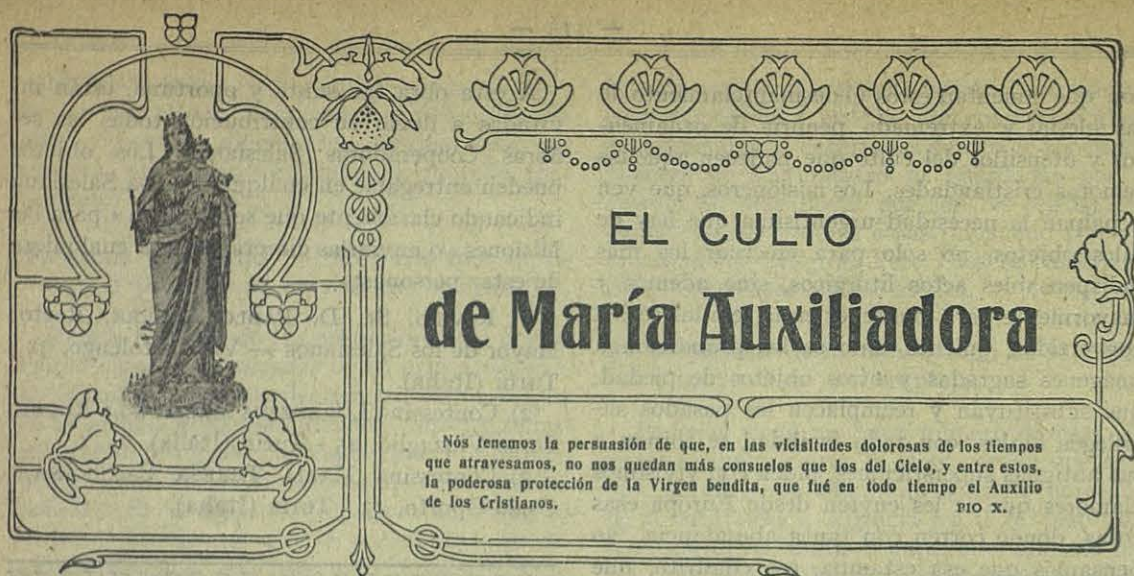 EL CULTO
de María Auxiliadora
Nós tenemos la persuasión de que, en las vicisitudes dolorosas de los tiempos
que atravesamos, no nos quedan más consuelos que los del Cielo, y entre estos,
la poderosa protección de la Virgen bendita, que fué en todo tiempo el Auxilio
de los Cristianos. PIO X.